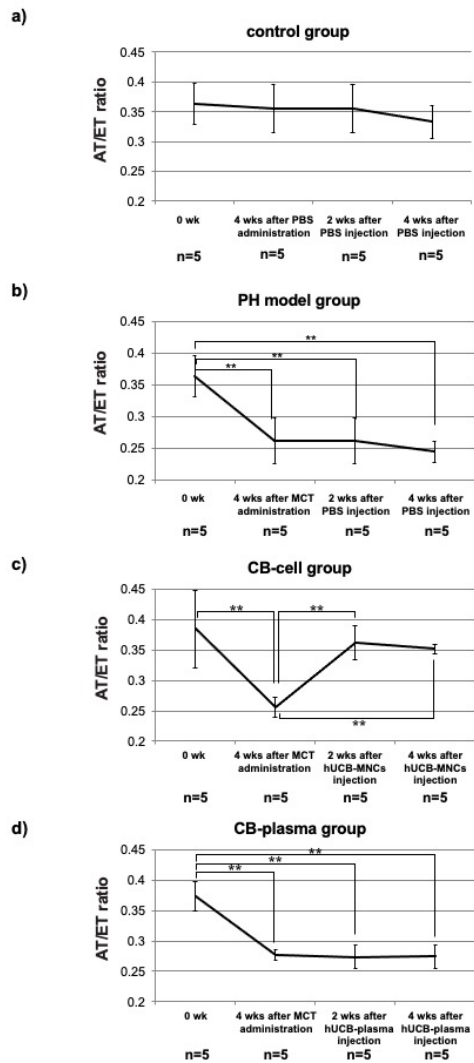 a)
control group
AT/ET ratio
0.45
0.4
0.35
0.3
0.25
0.2
0 wk
4 wks after PBS
administration
2 wks after
PBS injection
4 wks after
PBS injection
n=5
n=5
n=5
n=5
b)
PH model group
AT/ET ratio
0.45
0.4
0.35
0.3
0.25
0.2
**
**
**
0 wk
4 wks after MCT
administration
2 wks after
PBS injection
4 wks after
PBS injection
n=5
n=5
n=5
n=5
c)
CB-cell group
AT/ET ratio
0.45
0.4
0.35
0.3
0.25
0.2
**
**
**
0 wk
4 wks after MCT
administration
2 wks after
hUCB-MNCs
injection
4 wks after
hUCB-MNCs
injection
n=5
n=5
n=5
n=5
d)
CB-plasma group
AT/ET ratio
0.45
0.4
0.35
0.3
0.25
0.2
**
**
**
0 wk
4 wks after MCT
administration
2 wks after
hUCB-plasma
injection
4 wks after
hUCB-plasma
injection
n=5
n=5
n=5
n=5